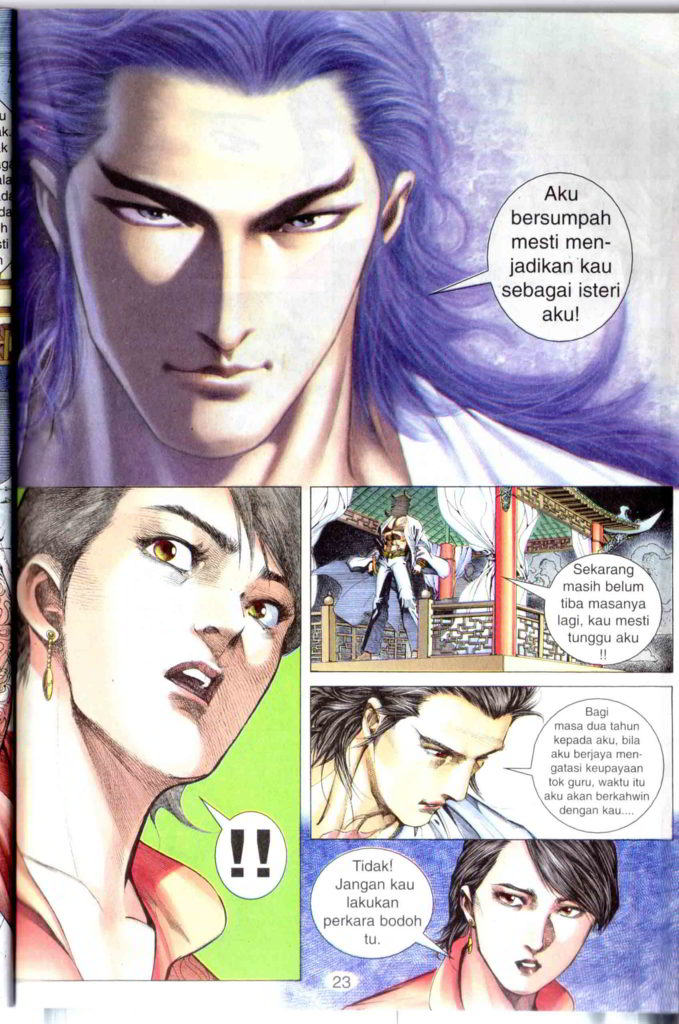 Aku
bersumpah
mesti men-
jadikan kau
sebagai isteri
aku!
!!
Sekarang
masih belum
tiba masanya
lagi, kau mesti
tunggu aku
!!
Bagi
masa dua tahun
kepada aku, bila
aku berjaya men-
gatasi keupayaan
tok guru, waktu itu
aku akan berkahwin
dengan kau....
Tidak!
Jangan kau
lakukan
perkara bodoh
tu.
23